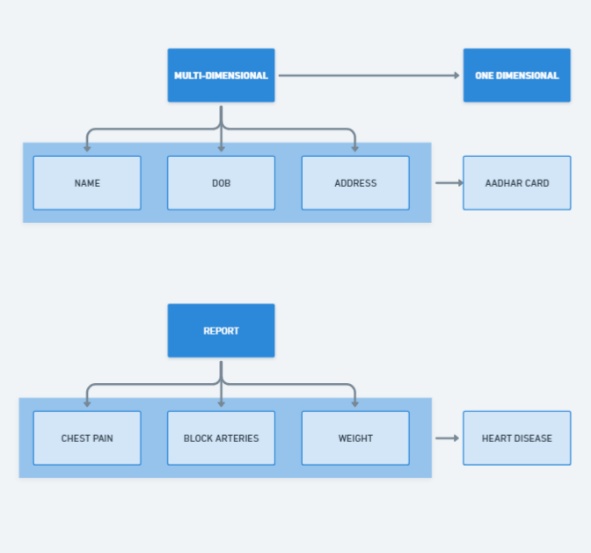 MULTI-DIMENSIONAL
ONE DIMENSIONAL
NAME
DOB
ADDRESS
AADHAR CARD
REPORT
CHEST PAIN
BLOCK ARTERIES
WEIGHT
HEART DISEASE